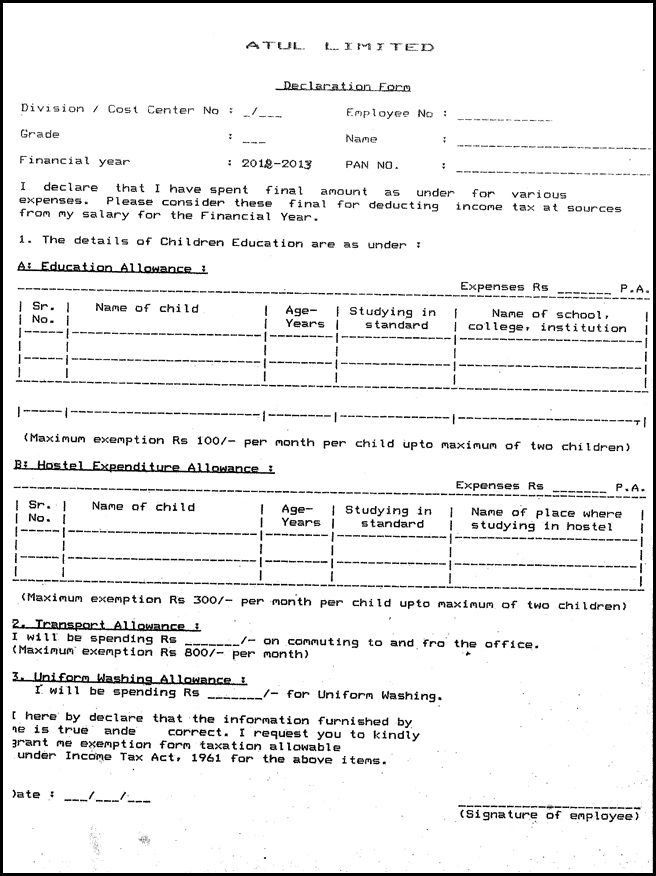 ATUL LIMITED
Declaration Form
Division / Cost Center No : _/___ Employee No : ____________
Grade : ___ Name : ____________
Financial year : 2012-2013 PAN NO. : ____________
I declare that I have spent final amount as under for various
expenses. Please consider these final for deducting income tax at sources
from my salary for the Financial Year.
1. The details of Children Education are as under :
A: Education Allowance :
Expenses Rs _______ P.A.
Sr. No. | Name of child | Age-Years | Studying in standard | Name of school, college, institution
(Maximum exemption Rs 100/- per month per child upto maximum of two children)
B: Hostel Expenditure Allowance :
Expenses Rs _______ P.A.
Sr. No. | Name of child | Age-Years | Studying in standard | Name of place where studying in hostel
(Maximum exemption Rs 300/- per month per child upto maximum of two children)
2. Transport Allowance :
I will be spending Rs _______/- on commuting to and fro the office.
(Maximum exemption Rs 800/- per month)
3. Uniform Washing Allowance :
I will be spending Rs _______/- for Uniform Washing.
I here by declare that the information furnished by
me is true ande correct. I request you to kindly
grant me exemption form taxation allowable
under Income Tax Act, 1961 for the above items.
Date : ___/___/___
(Signature of employee)